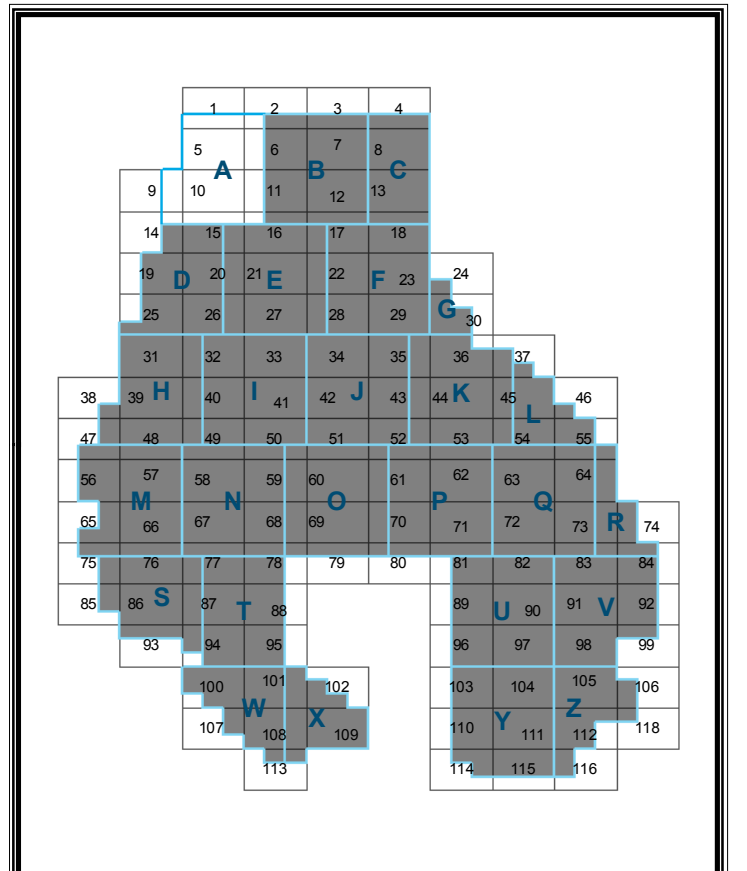 1 2 3 4
5 A 6 B 7 8 C
9 10 11 12 13
14 15 16 17 18
19 D 20 21 E 22 F 23 24
25 26 27 28 29 G 30
31 32 33 34 35 36 37
38 39 H 40 I 41 42 J 43 44 K 45 L 46
47 48 49 50 51 52 53 54 55
56 57 58 59 60 61 62 63 64
M N O P Q
65 66 67 68 69 70 71 72 73 R 74
75 76 77 78 79 80 81 82 83 84
85 86 S 87 T 88 89 U 90 91 V 92
93 94 95 96 97 98 99
100 101 102 103 104 105 106
107 W 108 X 109 110 Y 111 Z 112 118
113 114 115 116